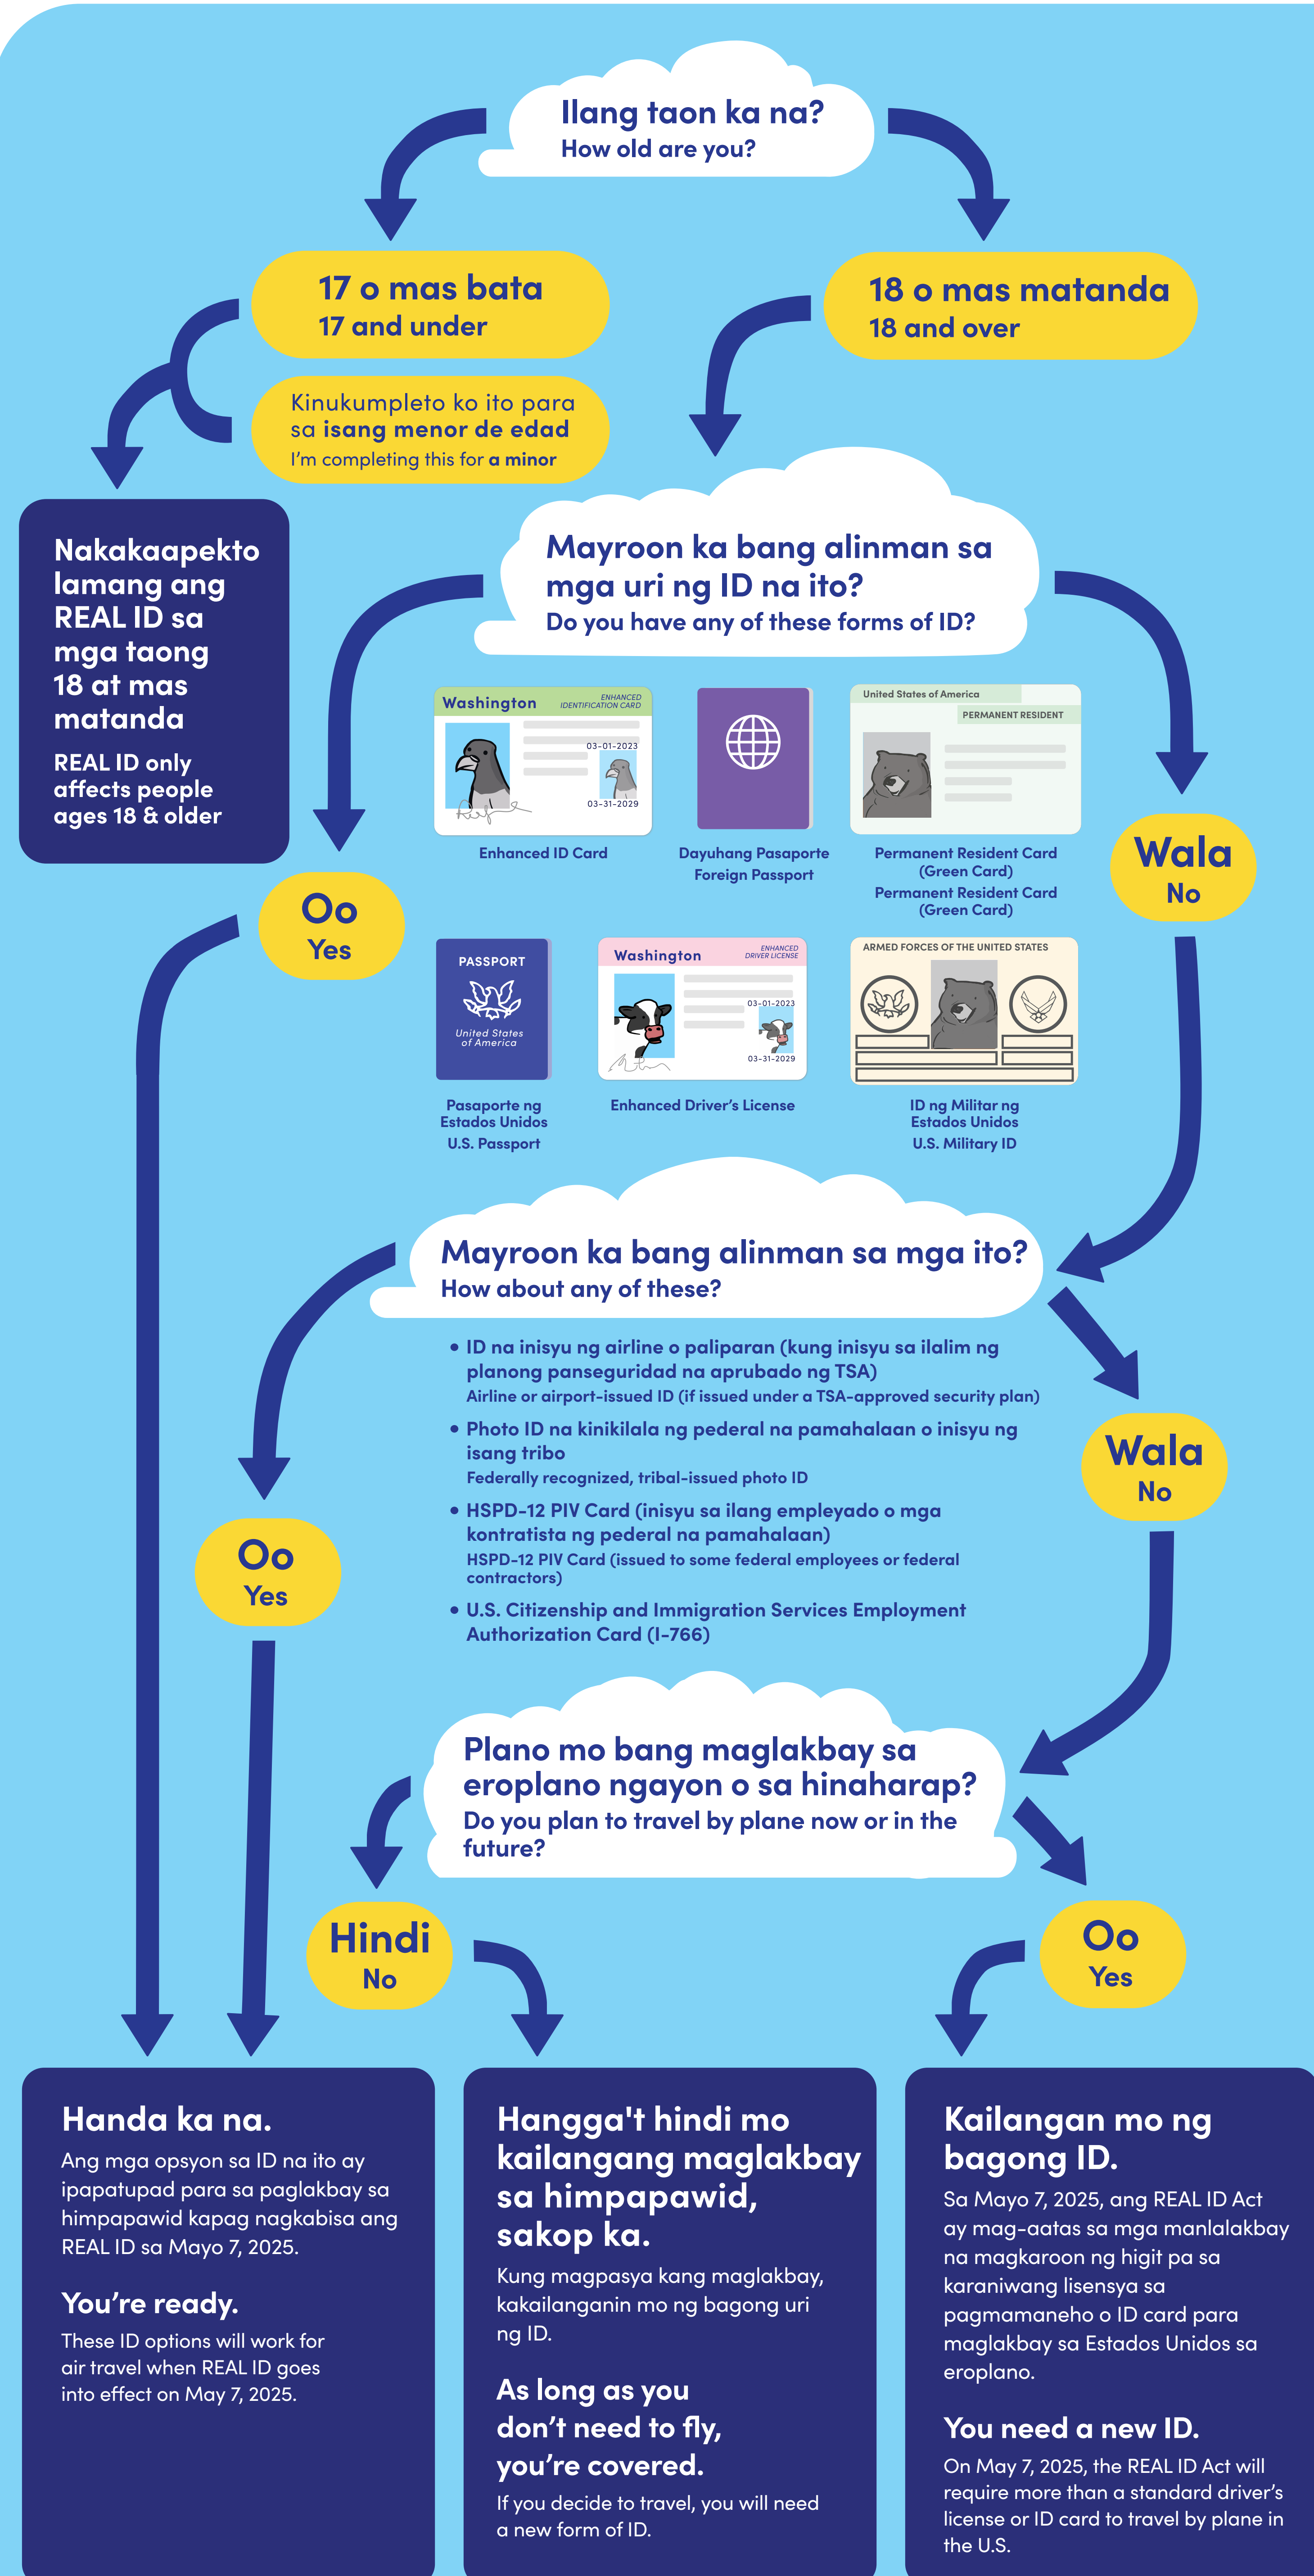 Ilang taon ka na?
How old are you?
17 o mas bata
17 and under
18 o mas matanda
18 and over
Kinukumpleto ko ito para
sa isang menor de edad
I'm completing this for a minor
Nakakaapekto
lamang ang
REAL ID sa
mga taong
18 at mas
matanda
REAL ID only
affects people
ages 18 & older
Mayroon ka bang alinman sa
mga uri ng ID na ito?
Do you have any of these forms of ID?
Washington
ENHANCED
IDENTIFICATION CARD
03-01-2023
03-31-2029
Enhanced ID Card
Dayuhang Pasaporte
Foreign Passport
United States of America
PERMANENT RESIDENT
Permanent Resident Card
(Green Card)
Permanent Resident Card
(Green Card)
Wala
No
Oo
Yes
PASSPORT
United States
of America
Pasaporte ng
Estados Unidos
U.S. Passport
Washington
ENHANCED
DRIVER LICENSE
03-01-2023
03-31-2029
Enhanced Driver's License
ARMED FORCES OF THE UNITED STATES
ID ng Militar ng
Estados Unidos
U.S. Military ID
Mayroon ka bang alinman sa mga ito?
How about any of these?
• ID na inisyu ng airline o paliparan (kung inisyu sa ilalim ng
planong panseguridad na aprubado ng TSA)
Airline or airport-issued ID (if issued under a TSA-approved security plan)
• Photo ID na kinikilala ng pederal na pamahalaan o inisyu ng
isang tribo
Federally recognized, tribal-issued photo ID
• HSPD-12 PIV Card (inisyu sa ilang empleyado o mga
kontratista ng pederal na pamahalaan)
HSPD-12 PIV Card (issued to some federal employees or federal
contractors)
• U.S. Citizenship and Immigration Services Employment
Authorization Card (I-766)
Wala
No
Oo
Yes
Plano mo bang maglakbay sa
eroplano ngayon o sa hinaharap?
Do you plan to travel by plane now or in the
future?
Hindi
No
Oo
Yes
Handa ka na.
Ang mga opsyon sa ID na ito ay
ipapatupad para sa paglakbay sa
himpapawid kapag nagkabisa ang
REAL ID sa Mayo 7, 2025.
You're ready.
These ID options will work for
air travel when REAL ID goes
into effect on May 7, 2025.
Hangga't hindi mo
kailangang maglakbay
sa himpapawid,
sakop ka.
Kung magpasya kang maglakbay,
kakailanganin mo ng bagong uri
ng ID.
As long as you
don't need to fly,
you're covered.
If you decide to travel, you will need
a new form of ID.
Kailangan mo ng
bagong ID.
Sa Mayo 7, 2025, ang REAL ID Act
ay mag-aatas sa mga manlalakbay
na magkaroon ng higit pa sa
karaniwang lisensya sa
pagmamaneho o ID card para
maglakbay sa Estados Unidos sa
eroplano.
You need a new ID.
On May 7, 2025, the REAL ID Act will
require more than a standard driver's
license or ID card to travel by plane in
the U.S.